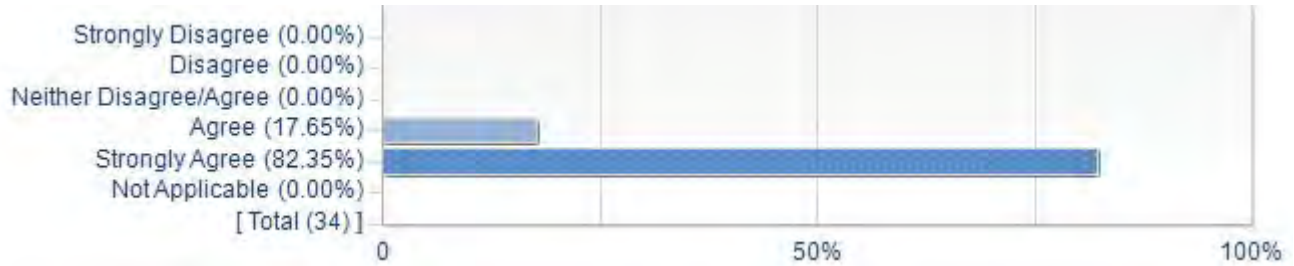 Strongly Disagree (0.00%)
Disagree (0.00%)
Neither Disagree/Agree (0.00%)
Agree (17.65%)
Strongly Agree (82.35%)
Not Applicable (0.00%)
[ Total (34) ]
0 50% 100%